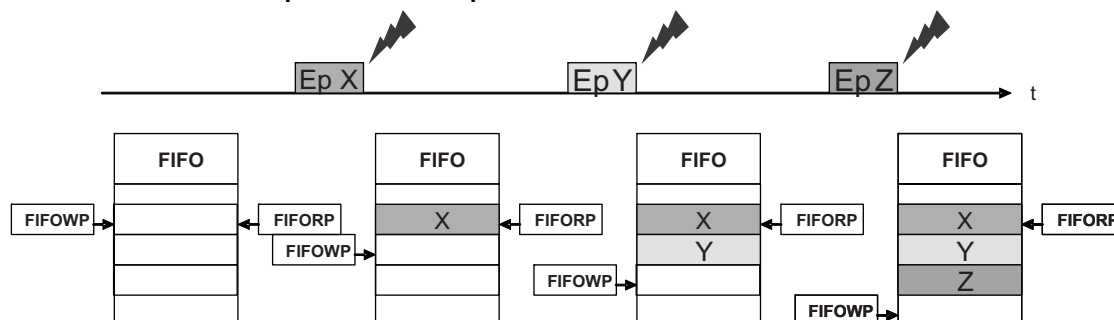 Ep X Ep Y Ep Z
t
FIFO FIFO FIFO FIFO
FIFOWP FIFORP X FIFORP X FIFORP X FIFORP
FIFOWP Y Y
FIFOWP Z
FIFOWP